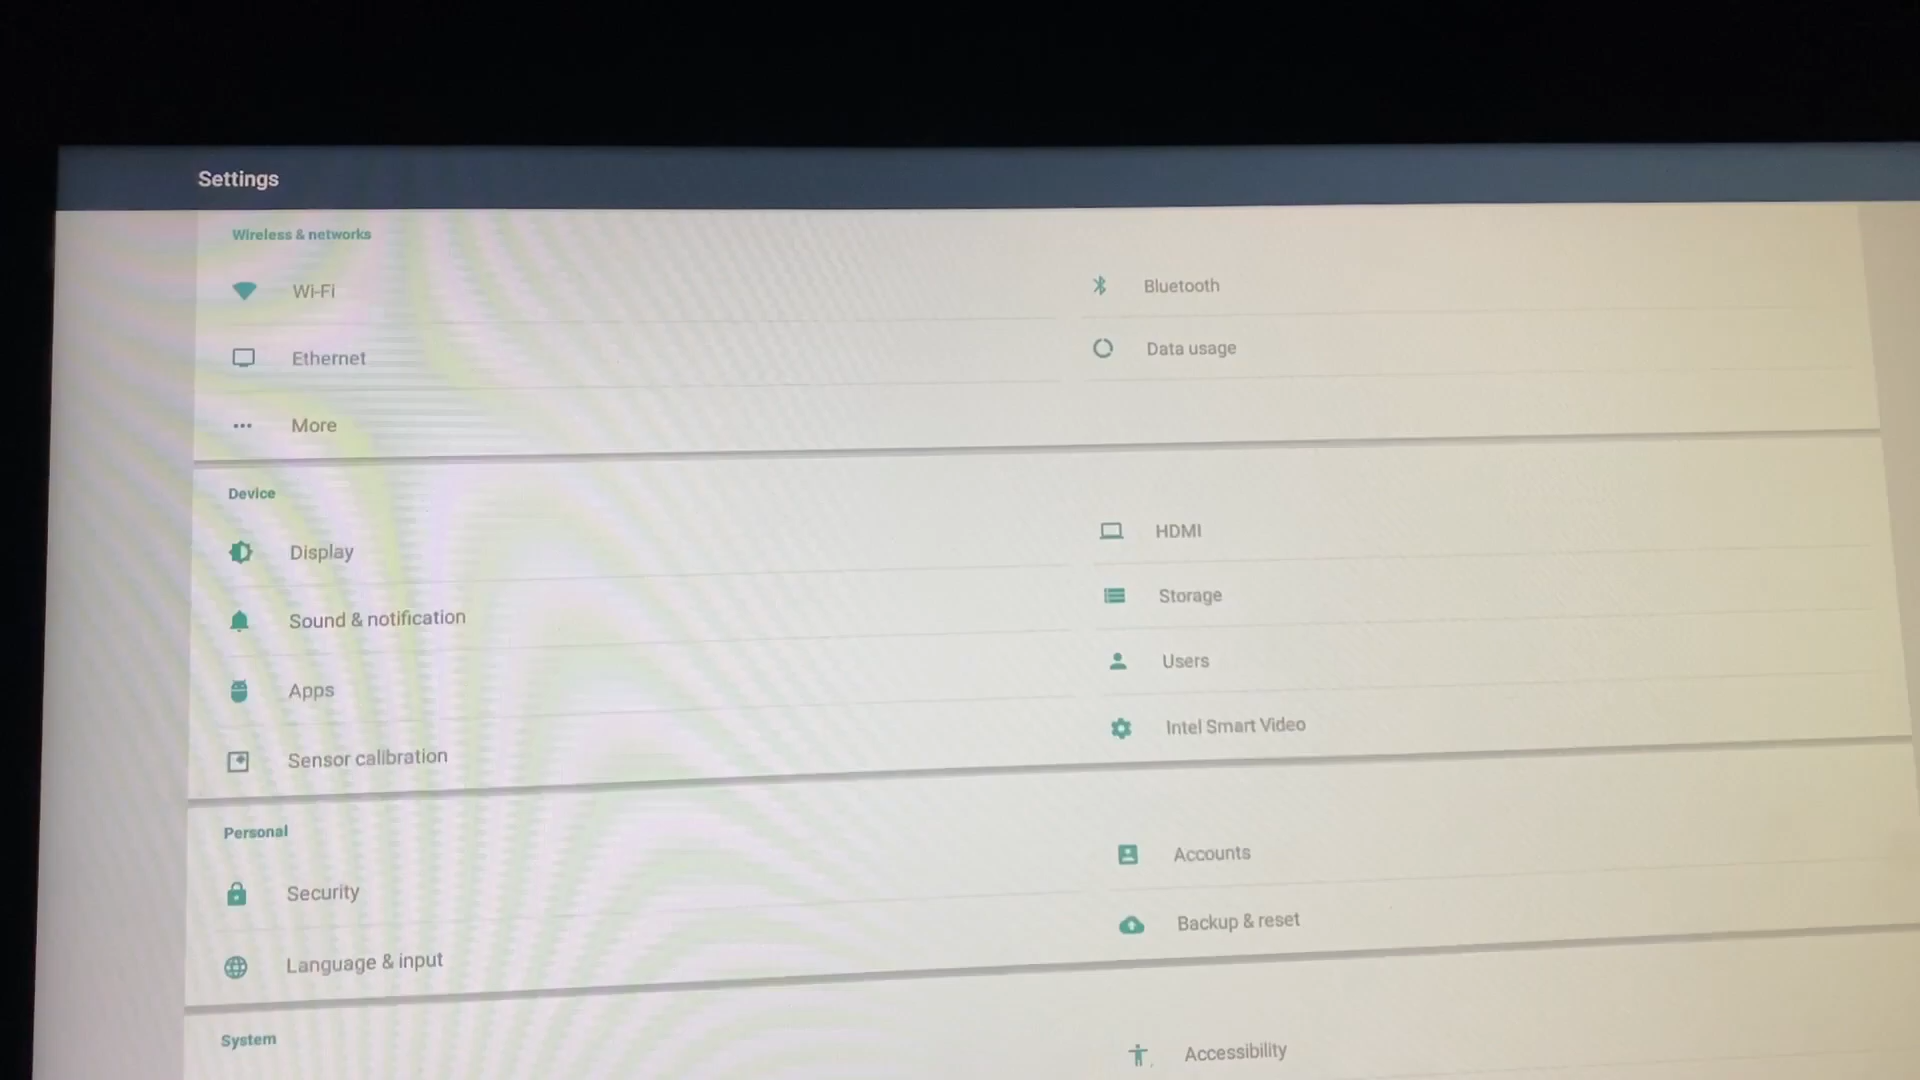 Settings
Wireless & networks
Wi-Fi
Bluetooth
Ethernet
Data usage
More
Device
Display
HDMI
Sound & notification
Storage
Apps
Users
Sensor calibration
Intel Smart Video
Personal
Security
Accounts
Language & input
Backup & reset
System
Accessibility